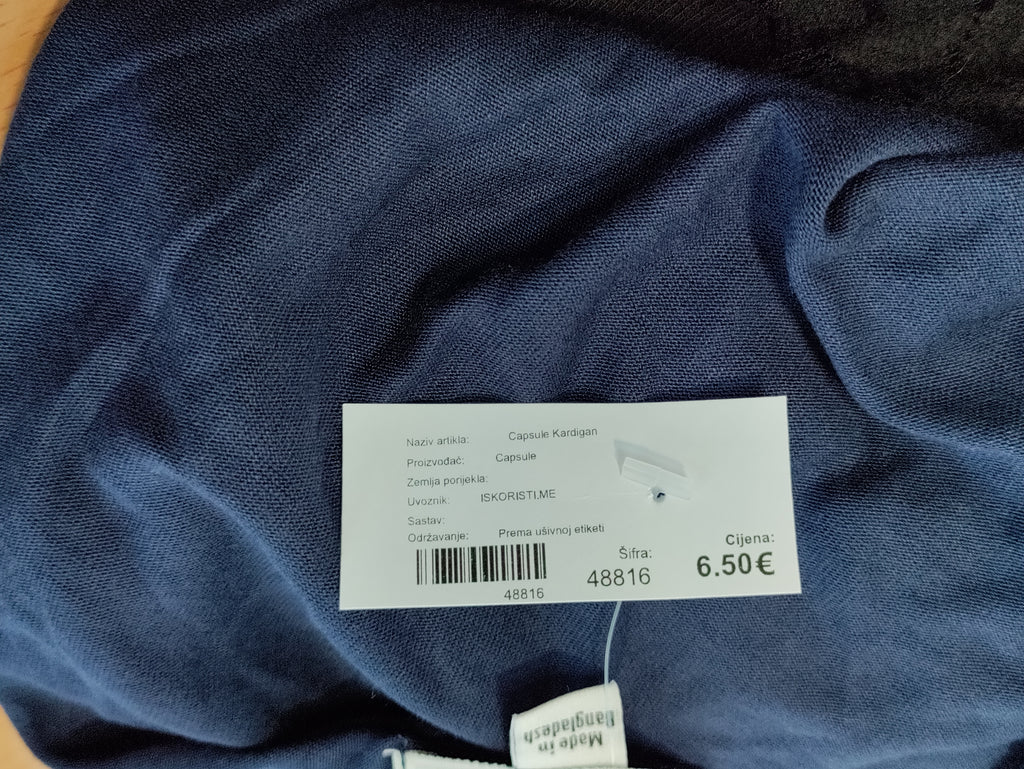 Naziv artikla: Capsule Kardigan
Proizvođač: Capsule
Zemlja porijekla:
Uvoznik: ISKORISTI.ME
Sastav:
Održavanje: Prema ušivnoj etiketi
48816
Šifra:
48816
Cijena:
6.50€
Made in
Bangladesh